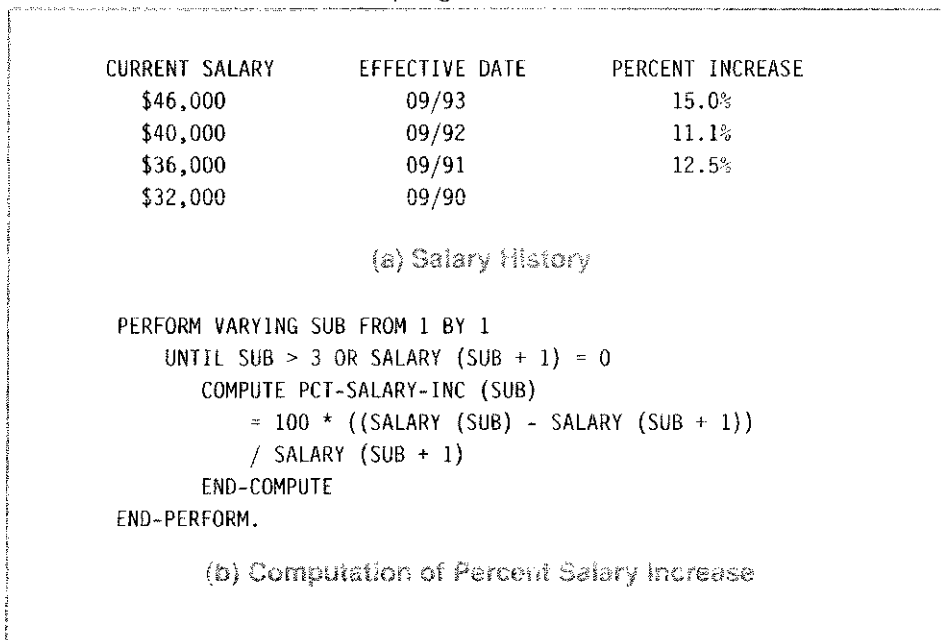 CURRENT SALARY EFFECTIVE DATE PERCENT INCREASE
$46,000 09/93 15.0%
$40,000 09/92 11.1%
$36,000 09/91 12.5%
$32,000 09/90
(a) Salary History
PERFORM VARYING SUB FROM 1 BY 1
UNTIL SUB > 3 OR SALARY (SUB + 1) = 0
COMPUTE PCT-SALARY-INC (SUB)
= 100 * ((SALARY (SUB) - SALARY (SUB + 1))
/ SALARY (SUB + 1)
END-COMPUTE
END-PERFORM.
(b) Computation of Percent Salary Increase